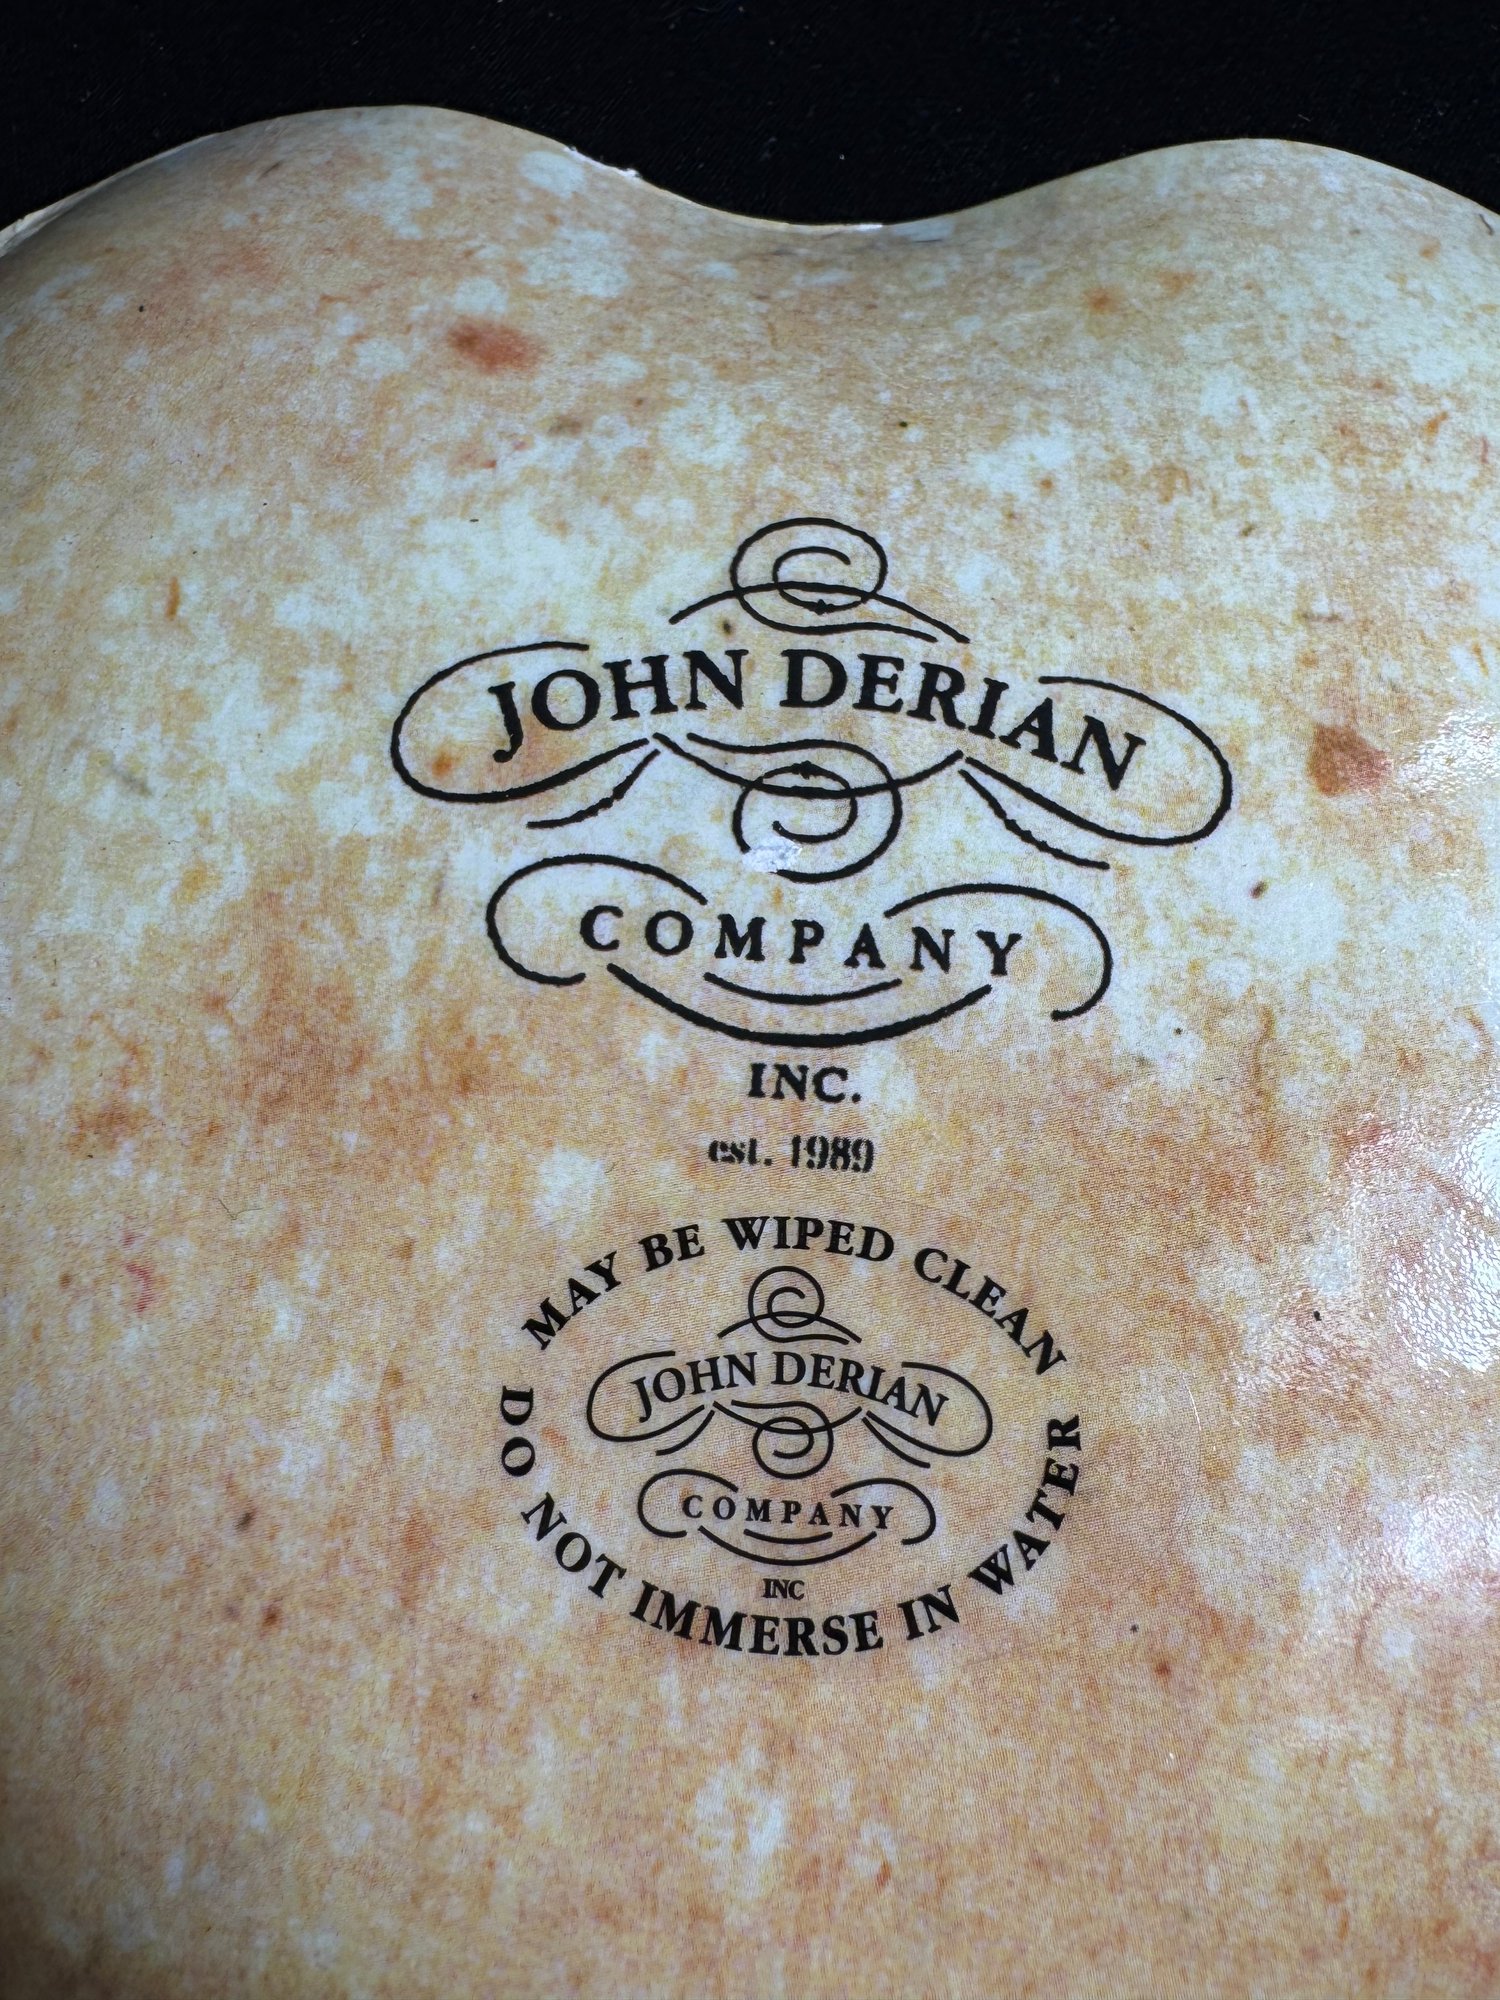 JOHN DERIAN
COMPANY
INC.
est. 1989
MAY BE WIPED CLEAN
JOHN DERIAN
COMPANY
INC
DO NOT IMMERSE IN WATER